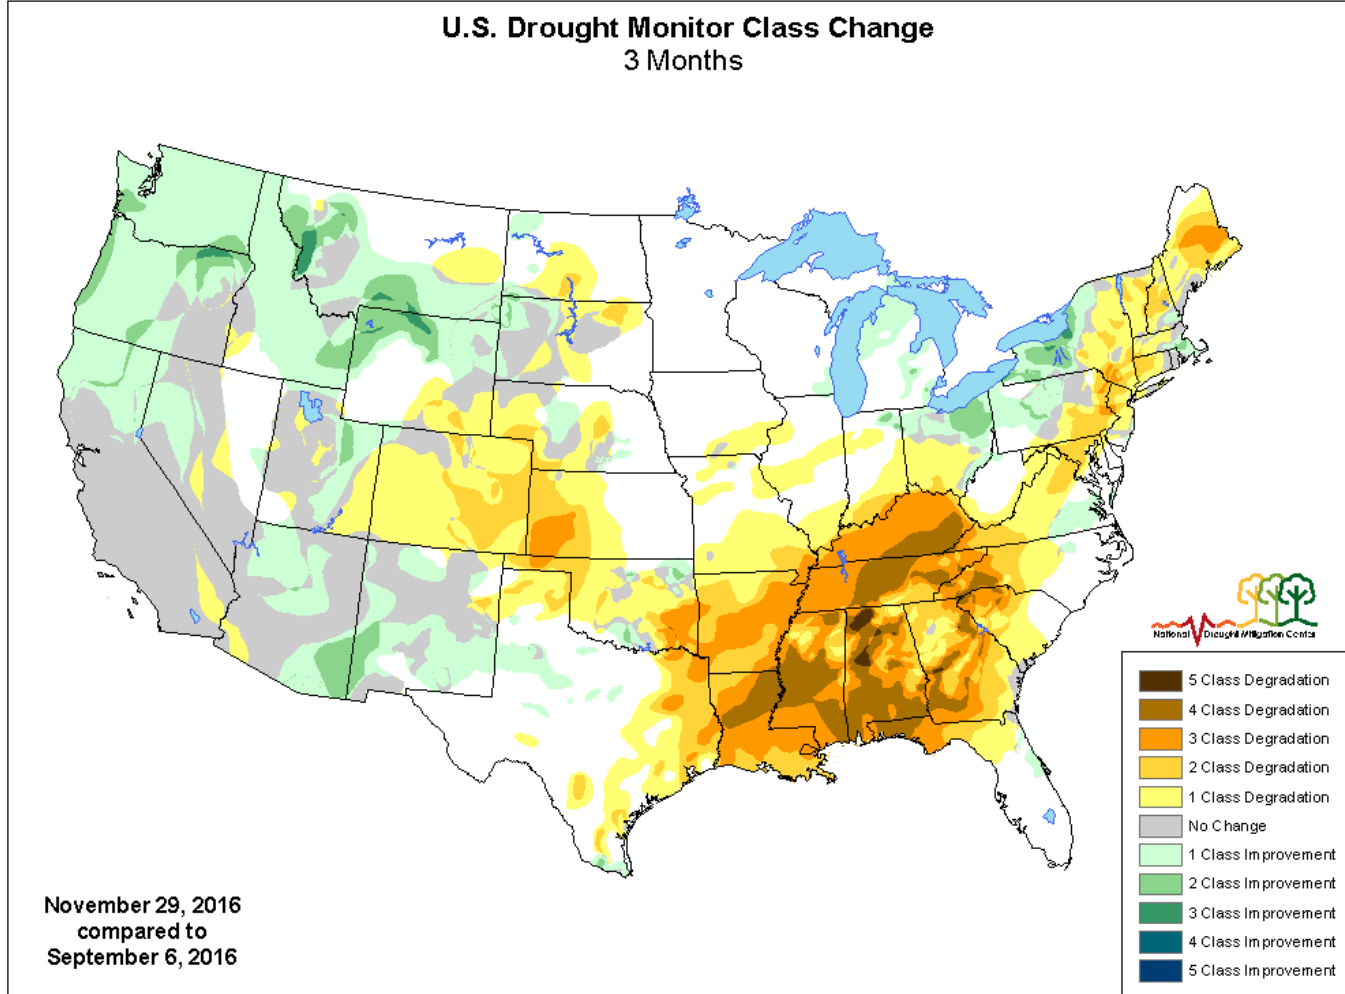 U.S. Drought Monitor Class Change
3 Months
National Drought Mitigation Center
5 Class Degradation
4 Class Degradation
3 Class Degradation
2 Class Degradation
1 Class Degradation
No Change
1 Class Improvement
2 Class Improvement
3 Class Improvement
4 Class Improvement
5 Class Improvement
November 29, 2016
compared to
September 6, 2016